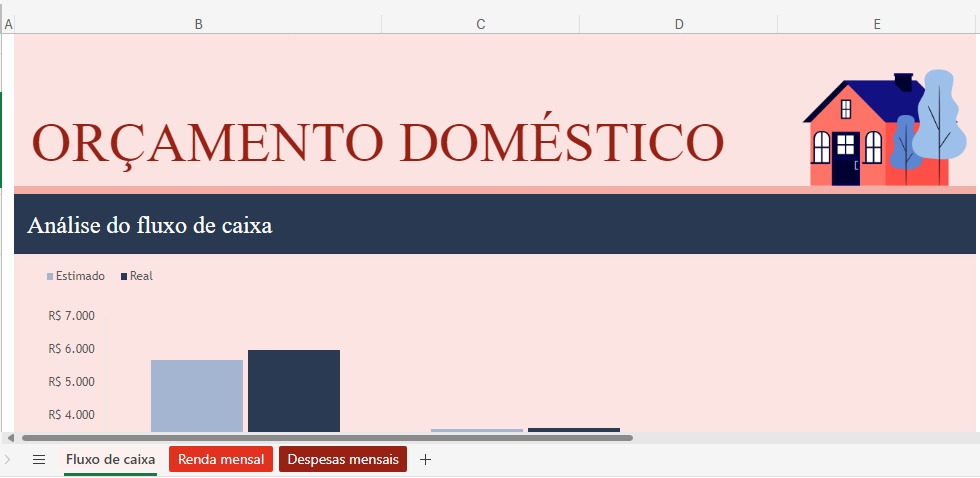 A B C D E
ORÇAMENTO DOMÉSTICO
Análise do fluxo de caixa
Estimado Real
R$ 7.000
R$ 6.000
R$ 5.000
R$ 4.000
Fluxo de caixa Renda mensal Despesas mensais